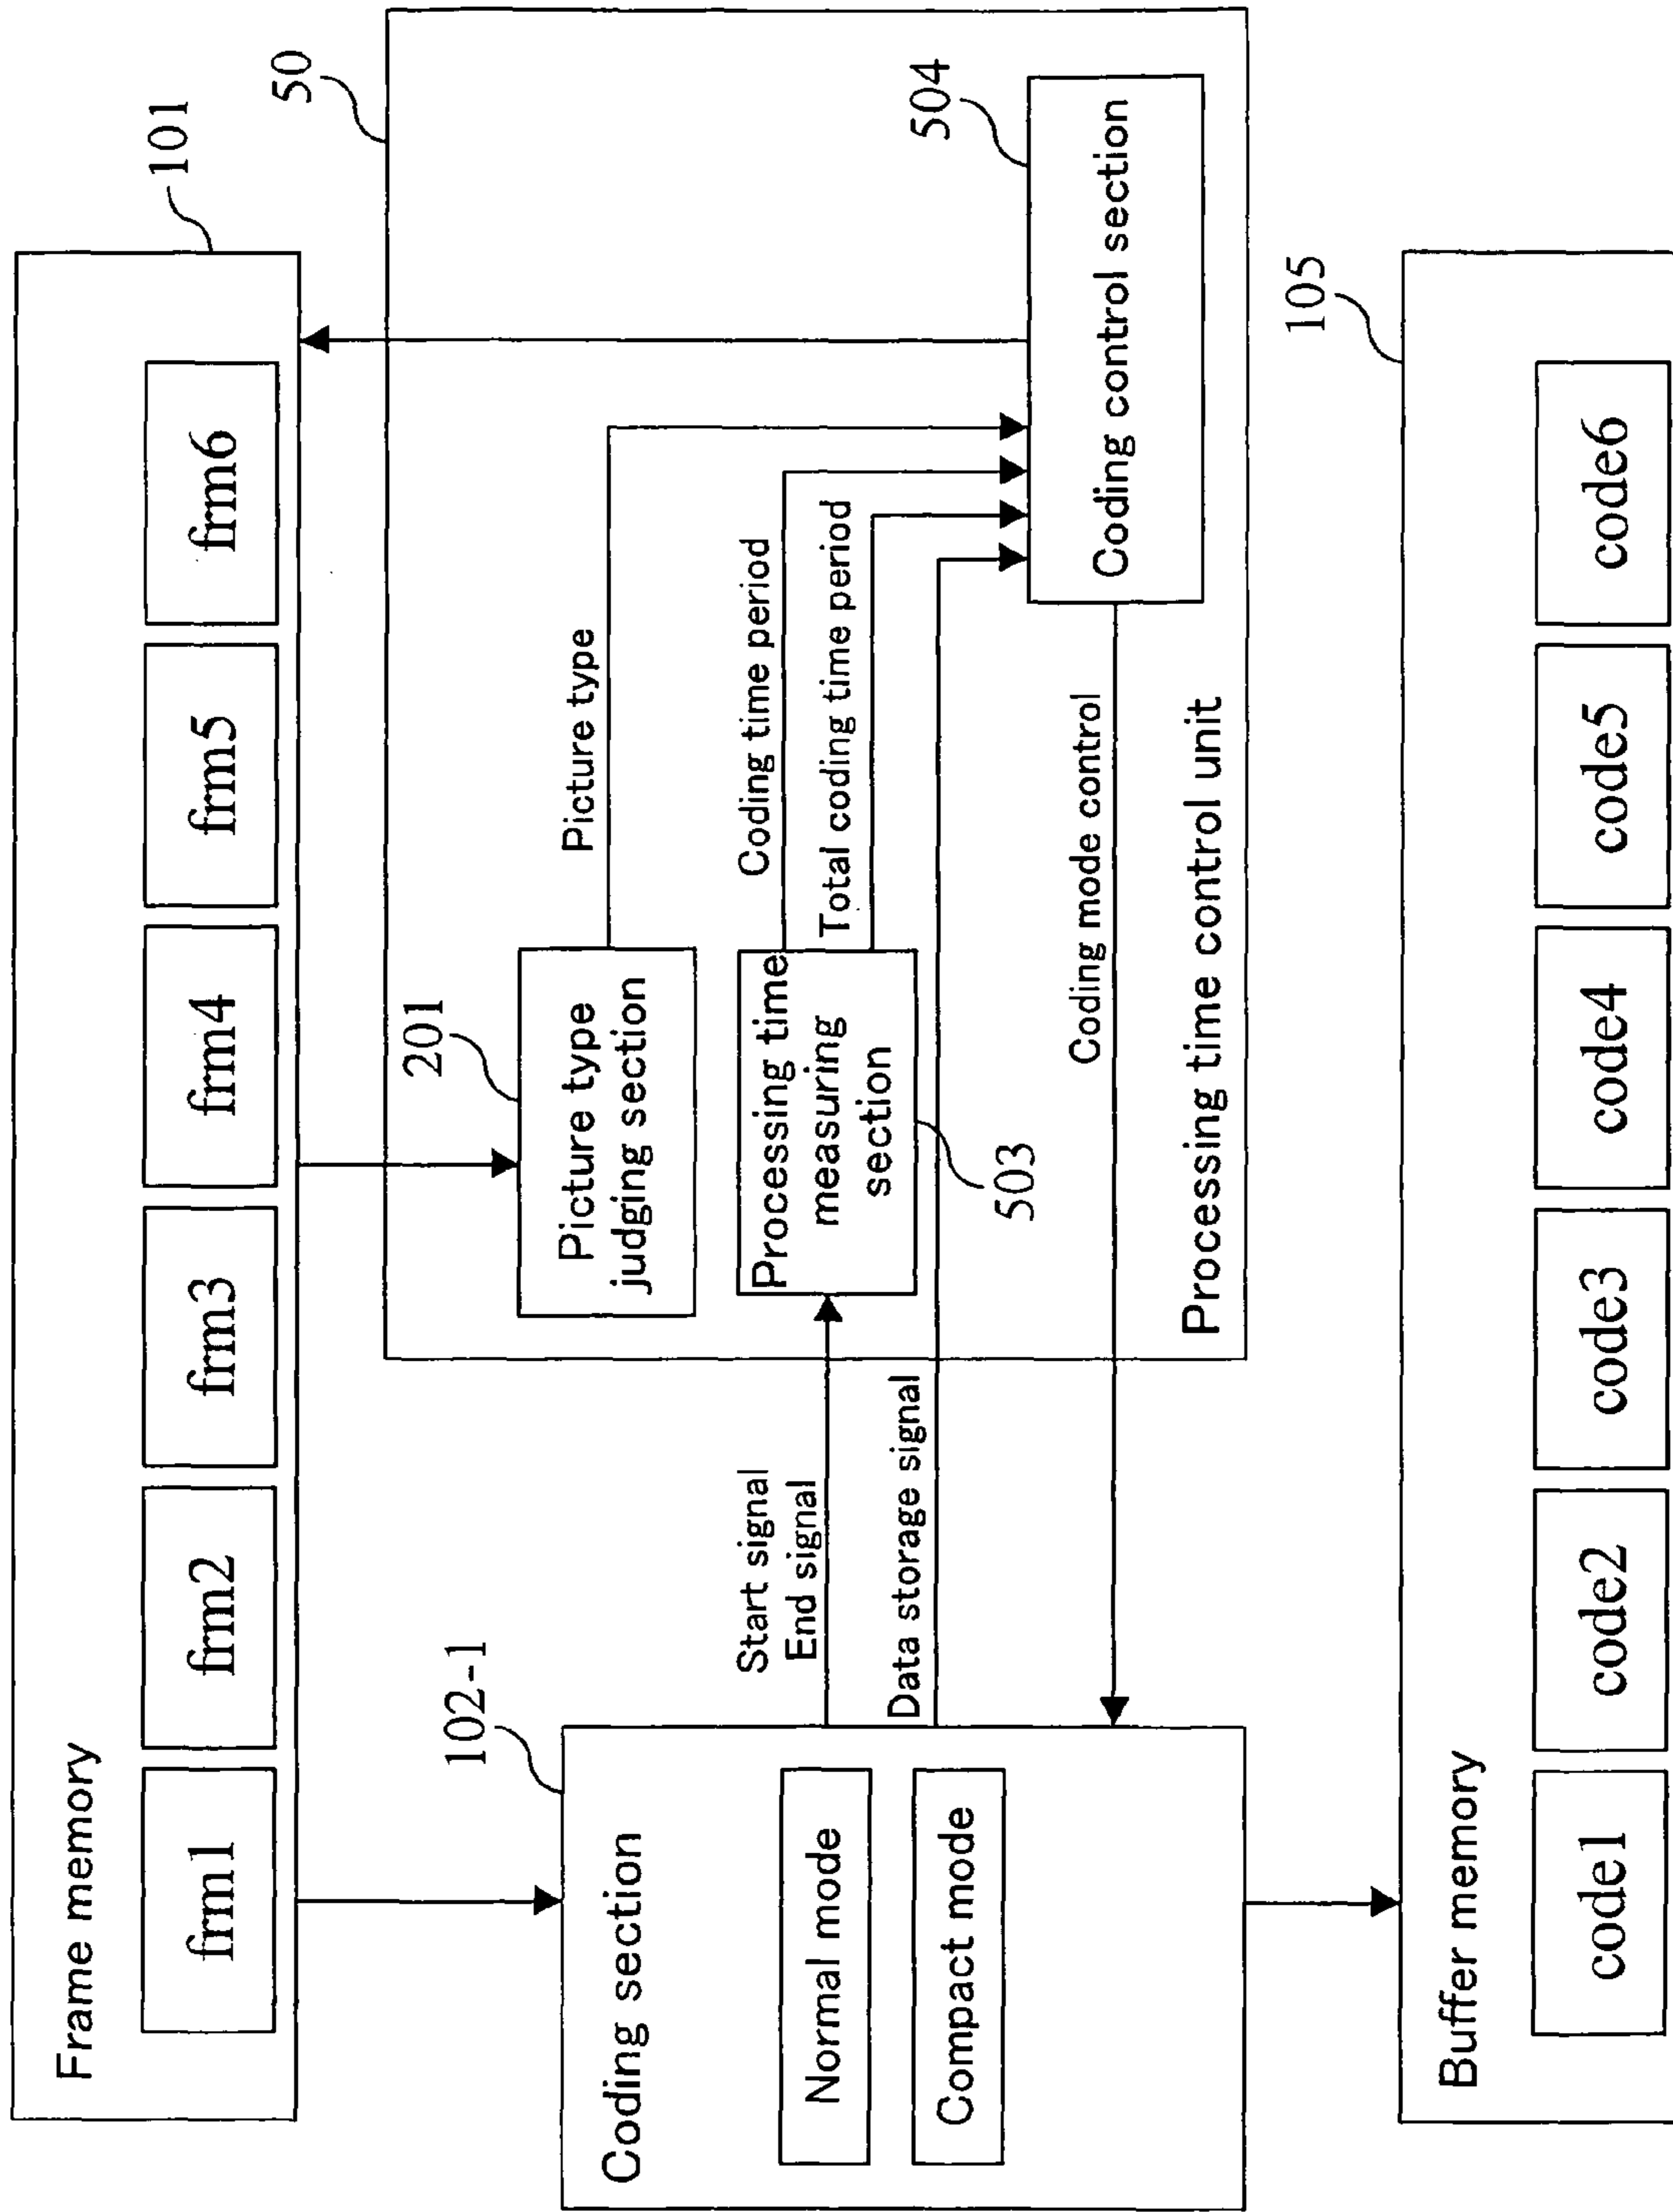 Frame memory
101
frm1
frm2
frm3
frm4
frm5
frm6
50
102-1
Coding section
Normal mode
Compact mode
Start signal
End signal
Data storage signal
201
Picture type
judging section
Picture type
Processing time
measuring
section
503
Coding time period
Total coding time period
504
Coding control section
Coding mode control
Processing time control unit
105
Buffer memory
code1
code2
code3
code4
code5
code6